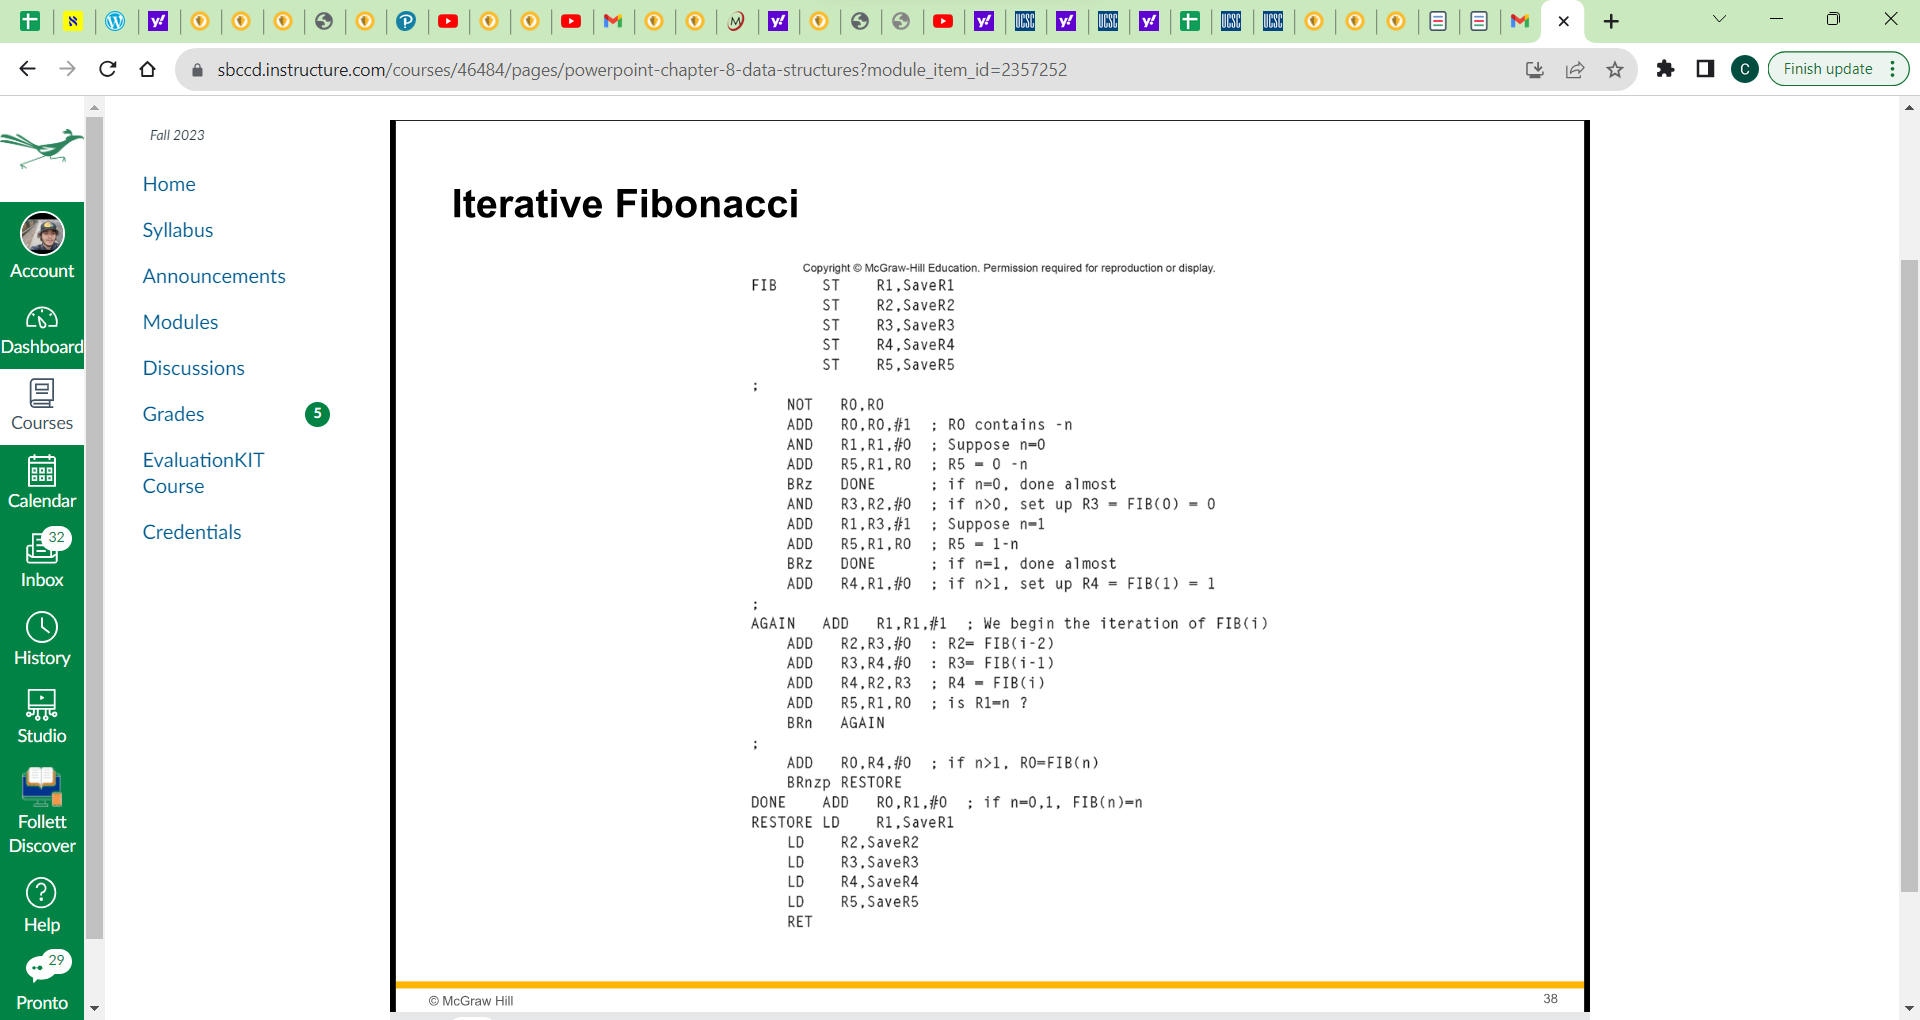 sbccd.instructure.com/courses/46484/pages/powerpoint-chapter-8-data-structures?module_item_id=2357252
C
Finish update
Account
Dashboard
Courses
Calendar
32
Inbox
History
Studio
Follett
Discover
Help
29
Pronto
Fall 2023
Home
Syllabus
Announcements
Modules
Discussions
Grades 5
EvaluationKIT
Course
Credentials
Iterative Fibonacci
Copyright © McGraw-Hill Education. Permission required for reproduction or display.
FIB ST R1,SaveR1
ST R2,SaveR2
ST R3,SaveR3
ST R4,SaveR4
ST R5,SaveR5
;
NOT R0,R0
ADD R0,R0,#1 ; R0 contains -n
AND R1,R1,#0 ; Suppose n=0
ADD R5,R1,R0 ; R5 = 0 -n
BRz DONE ; if n=0, done almost
AND R3,R2,#0 ; if n>0, set up R3 = FIB(0) = 0
ADD R1,R3,#1 ; Suppose n=1
ADD R5,R1,R0 ; R5 = 1-n
BRz DONE ; if n=1, done almost
ADD R4,R1,#0 ; if n>1, set up R4 = FIB(1) = 1
;
AGAIN ADD R1,R1,#1 ; We begin the iteration of FIB(i)
ADD R2,R3,#0 : R2= FIB(i-2)
ADD R3,R4,#0 : R3= FIB(i-1)
ADD R4,R2,R3 ; R4 = FIB(i)
ADD R5,R1,R0 ; is R1=n ?
BRn AGAIN
;
ADD R0,R4,#0 ; if n>1, R0=FIB(n)
BRnzp RESTORE
DONE ADD R0,R1,#0 ; if n=0,1, FIB(n)=n
RESTORE LD R1,SaveR1
LD R2,SaveR2
LD R3,SaveR3
LD R4,SaveR4
LD R5,SaveR5
RET
© McGraw Hill
38